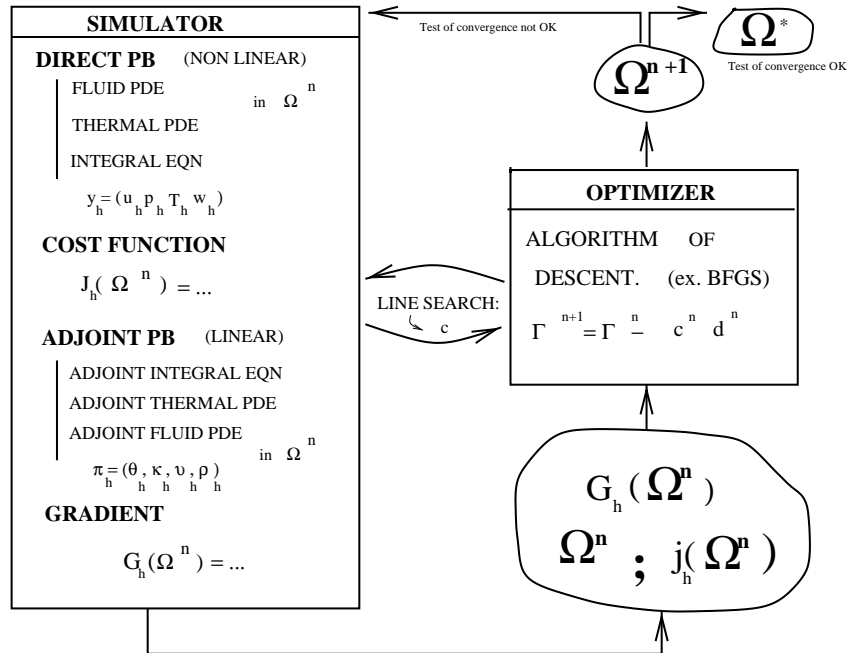 SIMULATOR
DIRECT PB (NON LINEAR)
FLUID PDE
in Ω^n
THERMAL PDE
INTEGRAL EQN
y_h = (u_h p_h T_h w_h)
COST FUNCTION
J_h(Ω^n) = ...
ADJOINT PB (LINEAR)
ADJOINT INTEGRAL EQN
ADJOINT THERMAL PDE
ADJOINT FLUID PDE
in Ω^n
π_h = (θ_h, κ_h, υ_h, ρ_h)
GRADIENT
G_h(Ω^n) = ...
Test of convergence not OK
Ω^{n+1}
Ω^*
Test of convergence OK
LINE SEARCH:
c
OPTIMIZER
ALGORITHM OF
DESCENT. (ex. BFGS)
Γ^{n+1} = Γ^n − c^n d^n
G_h(Ω^n)
Ω^n ; j_h(Ω^n)